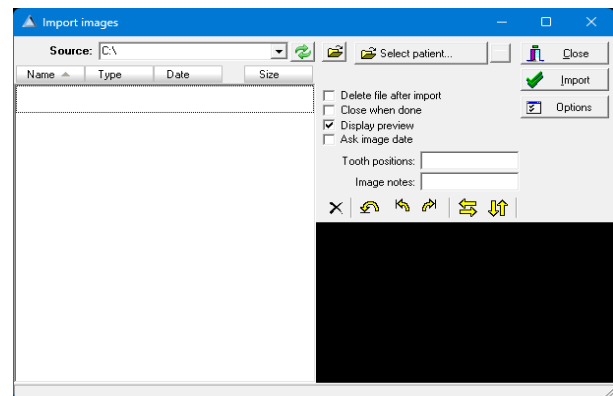 Import images
Source: C:\
Select patient...
Close
Name Type Date Size
Import
Delete file after import
Options
Close when done
Display preview
Ask image date
Tooth positions:
Image notes: